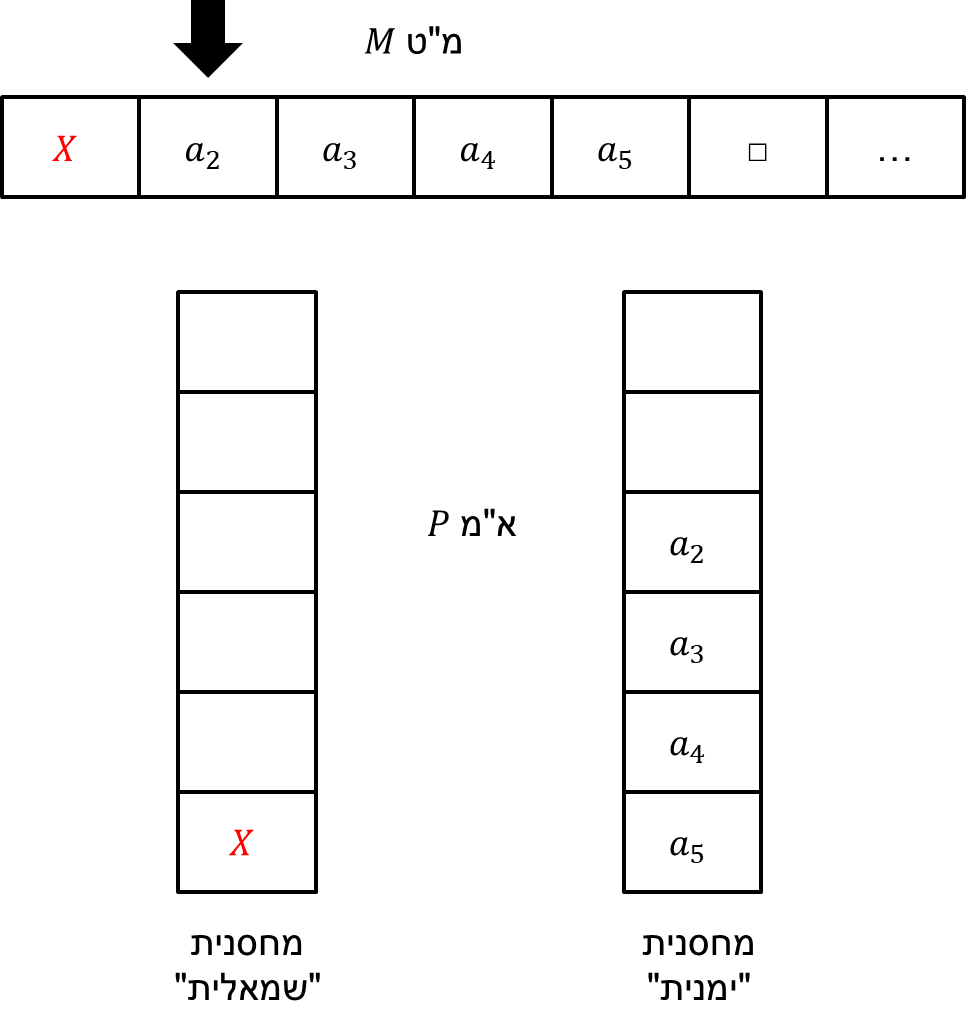 מ"ט M
X a₂ a₃ a₄ a₅ □ ...
א"מ P
a₂
a₃
a₄
X
a₅
מחסנית
"שמאלית"
מחסנית
"ימנית"